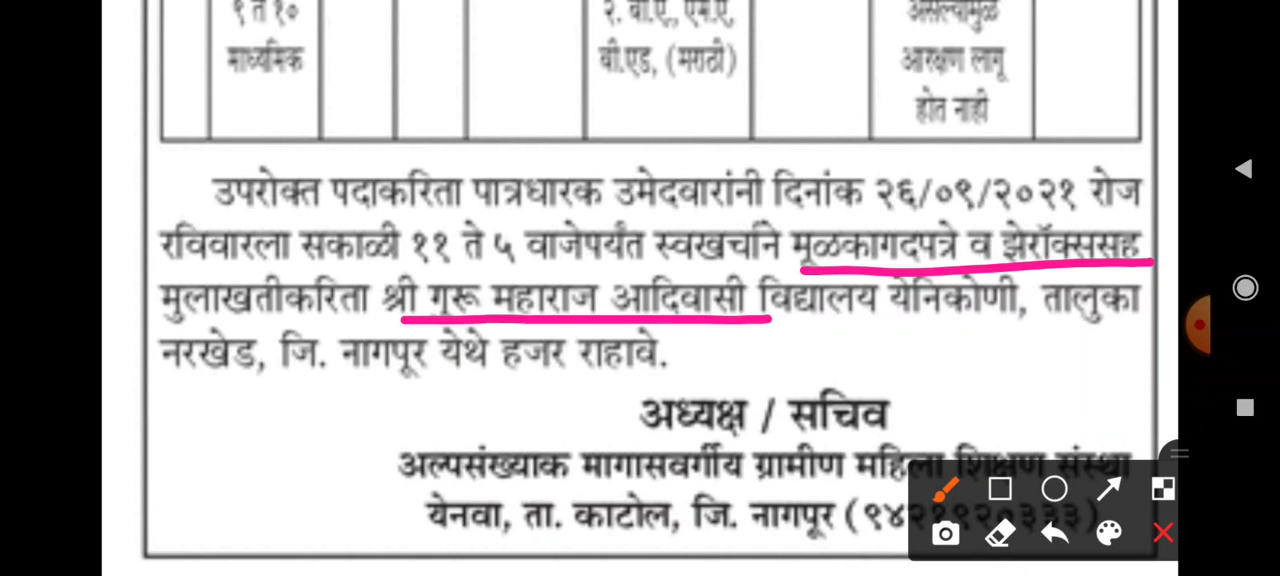 १ ते १०
माध्यमिक
२. बी.ए., एम.ए.
बी.एड, (मराठी)
असल्यामुळे
आरक्षण लागू
होत नाही
उपरोक्त पदाकरिता पात्रधारक उमेदवारांनी दिनांक २६/०९/२०२१ रोज
रविवारला सकाळी ११ ते ५ वाजेपर्यंत स्वखर्चाने मूळकागदपत्रे व झेरॉक्ससह
मुलाखतीकरिता श्री गुरू महाराज आदिवासी विद्यालय येनिकोणी, तालुका
नरखेड, जि. नागपूर येथे हजर राहावे.
अध्यक्ष / सचिव
अल्पसंख्याक मागासवर्गीय ग्रामीण महिला शिक्षण संस्था
येनवा, ता. काटोल, जि. नागपूर (९४२१९२०३३३)